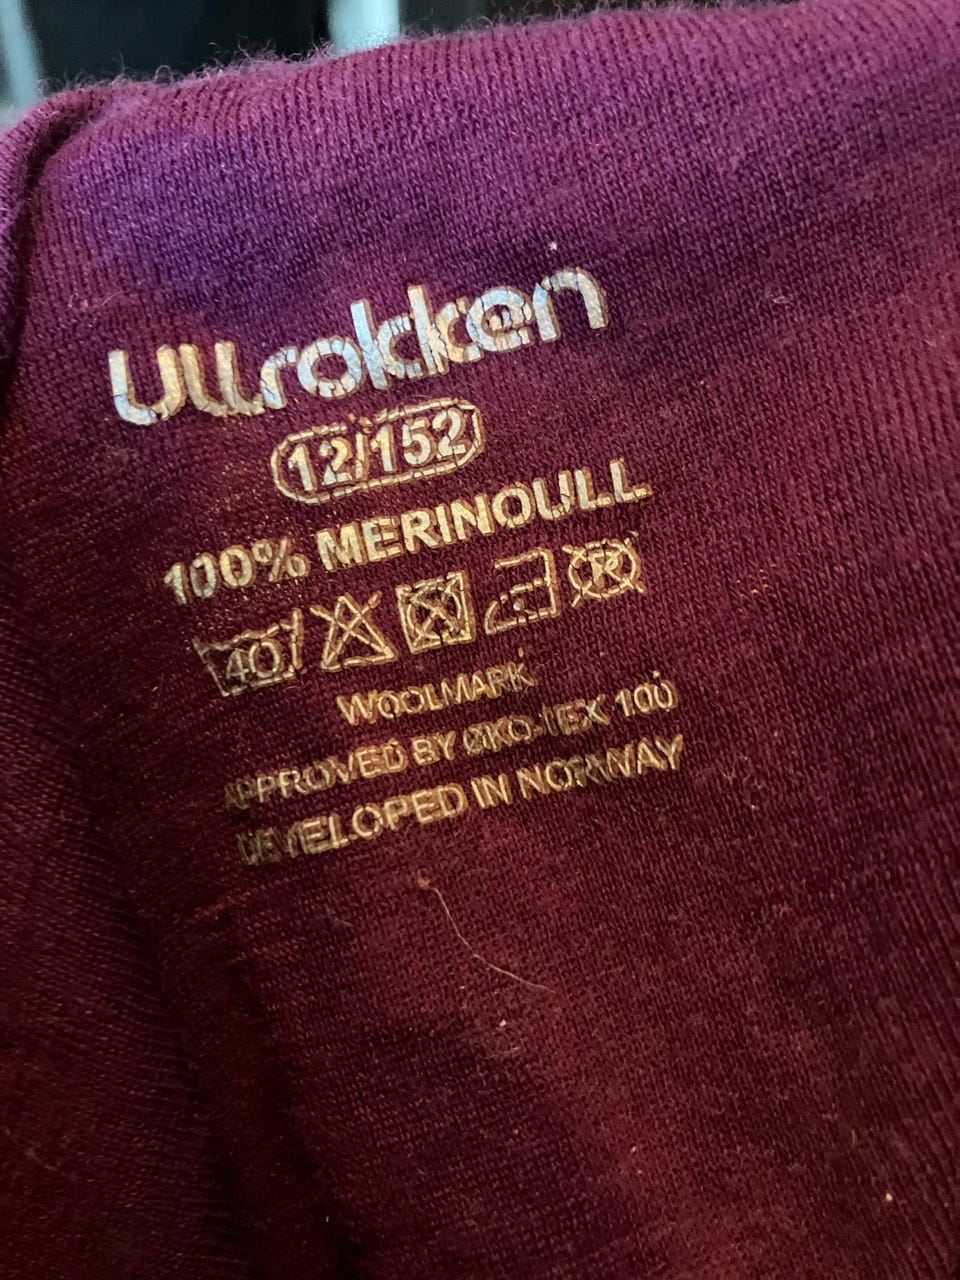 Ullrokken
12/152
100% MERINOULL
40 R
WOOLMARK
APPROVED BY ØKO-TEX 100
DEVELOPED IN NORWAY